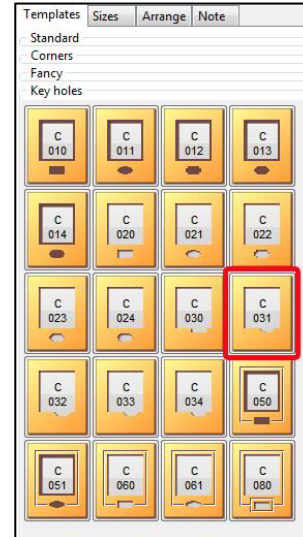 Templates Sizes Arrange Note
Standard
Corners
Fancy
Key holes
C C C C
010 011 012 013
C C C C
014 020 021 022
C C C C
023 024 030 031
C C C C
032 033 034 050
C C C C
051 060 061 080